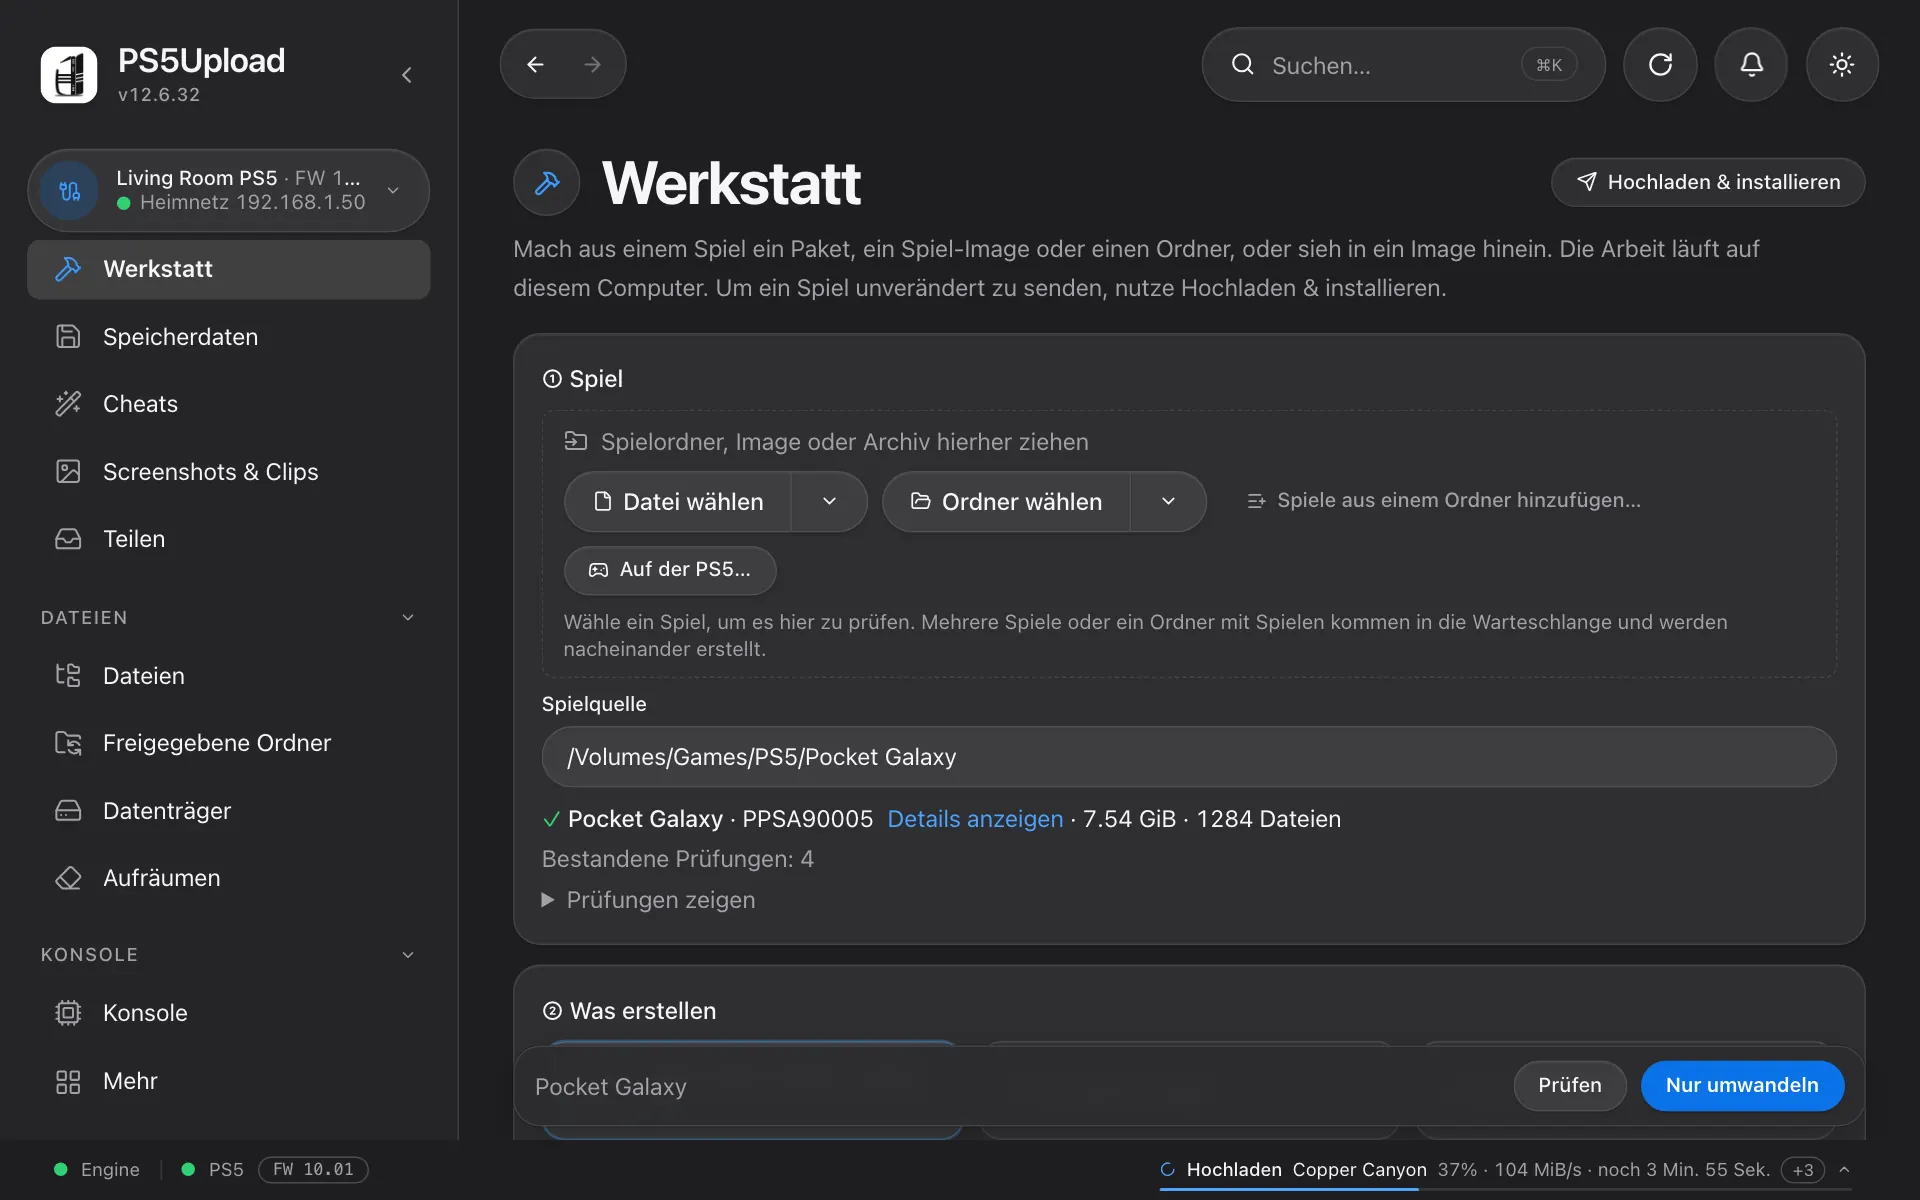 PS5Upload
v12.6.32
Living Room PS5 · FW 1...
Heimnetz 192.168.1.50
Werkstatt
Speicherdaten
Cheats
Screenshots & Clips
Teilen
DATEIEN
Dateien
Freigegebene Ordner
Datenträger
Aufräumen
KONSOLE
Konsole
Mehr
Suchen...
⌘K
Werkstatt
Hochladen & installieren
Mach aus einem Spiel ein Paket, ein Spiel-Image oder einen Ordner, oder sieh in ein Image hinein. Die Arbeit läuft auf
diesem Computer. Um ein Spiel unverändert zu senden, nutze Hochladen & installieren.
① Spiel
Spielordner, Image oder Archiv hierher ziehen
Datei wählen
Ordner wählen
Spiele aus einem Ordner hinzufügen...
Auf der PS5...
Wähle ein Spiel, um es hier zu prüfen. Mehrere Spiele oder ein Ordner mit Spielen kommen in die Warteschlange und werden
nacheinander erstellt.
Spielquelle
/Volumes/Games/PS5/Pocket Galaxy
Pocket Galaxy · PPSA90005 Details anzeigen · 7.54 GiB · 1284 Dateien
Bestandene Prüfungen: 4
Prüfungen zeigen
② Was erstellen
Pocket Galaxy
Prüfen
Nur umwandeln
Engine
PS5
FW 10.01
Hochladen Copper Canyon 37% · 104 MiB/s · noch 3 Min. 55 Sek.
+3